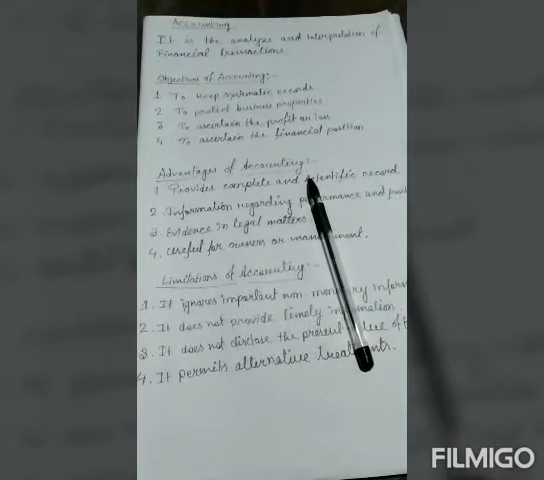 Accounting
It is the analysis and interpretation of
Financial transactions
Objectives of Accounting:-
1 To keep systematic records
2 To protect business properties
3 To ascertain the profit or loss
4 To ascertain the financial position
Advantages of Accounting:-
1 Provides complete and scientific record
2 Information regarding performance and
3. Evidence in legal matters
4. Useful for owners or management.
Limitations of Accounting:-
1. It ignores important non monetary
2. It does not provide timely information
3. It does not disclose the present value of
4. It permits alternative treatments.
FILMIGO